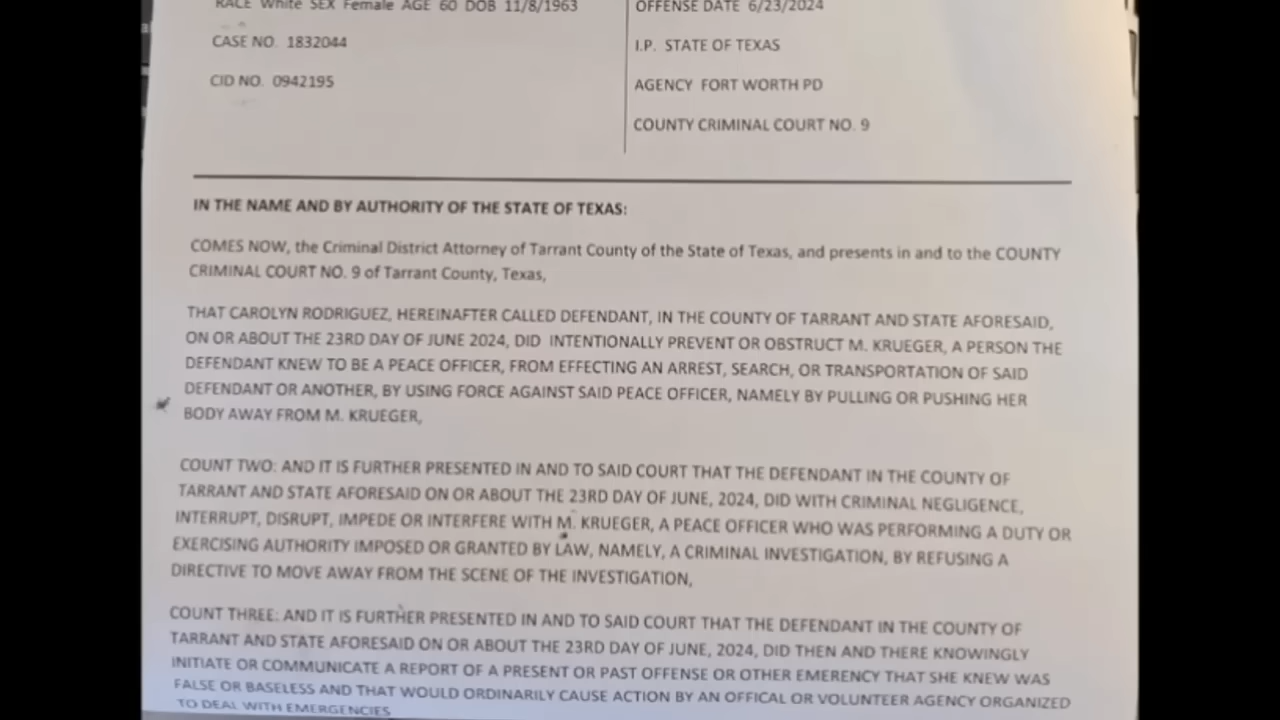 RACE White SEX Female AGE 60 DOB 11/8/1963
OFFENSE DATE 6/23/2024
CASE NO. 1832044
I.P. STATE OF TEXAS
CID NO. 0942195
AGENCY FORT WORTH PD
COUNTY CRIMINAL COURT NO. 9
IN THE NAME AND BY AUTHORITY OF THE STATE OF TEXAS:
COMES NOW, the Criminal District Attorney of Tarrant County of the State of Texas, and presents in and to the COUNTY
CRIMINAL COURT NO. 9 of Tarrant County, Texas,
THAT CAROLYN RODRIGUEZ, HEREINAFTER CALLED DEFENDANT, IN THE COUNTY OF TARRANT AND STATE AFORESAID,
ON OR ABOUT THE 23RD DAY OF JUNE 2024, DID INTENTIONALLY PREVENT OR OBSTRUCT M. KRUEGER, A PERSON THE
DEFENDANT KNEW TO BE A PEACE OFFICER, FROM EFFECTING AN ARREST, SEARCH, OR TRANSPORTATION OF SAID
DEFENDANT OR ANOTHER, BY USING FORCE AGAINST SAID PEACE OFFICER, NAMELY BY PULLING OR PUSHING HER
BODY AWAY FROM M. KRUEGER,
COUNT TWO: AND IT IS FURTHER PRESENTED IN AND TO SAID COURT THAT THE DEFENDANT IN THE COUNTY OF
TARRANT AND STATE AFORESAID ON OR ABOUT THE 23RD DAY OF JUNE, 2024, DID WITH CRIMINAL NEGLIGENCE,
INTERRUPT, DISRUPT, IMPEDE OR INTERFERE WITH M. KRUEGER, A PEACE OFFICER WHO WAS PERFORMING A DUTY OR
EXERCISING AUTHORITY IMPOSED OR GRANTED BY LAW, NAMELY, A CRIMINAL INVESTIGATION, BY REFUSING A
DIRECTIVE TO MOVE AWAY FROM THE SCENE OF THE INVESTIGATION,
COUNT THREE: AND IT IS FURTHER PRESENTED IN AND TO SAID COURT THAT THE DEFENDANT IN THE COUNTY OF
TARRANT AND STATE AFORESAID ON OR ABOUT THE 23RD DAY OF JUNE, 2024, DID THEN AND THERE KNOWINGLY
INITIATE OR COMMUNICATE A REPORT OF A PRESENT OR PAST OFFENSE OR OTHER EMERENCY THAT SHE KNEW WAS
FALSE OR BASELESS AND THAT WOULD ORDINARILY CAUSE ACTION BY AN OFFICAL OR VOLUNTEER AGENCY ORGANIZED
TO DEAL WITH EMERGENCIES